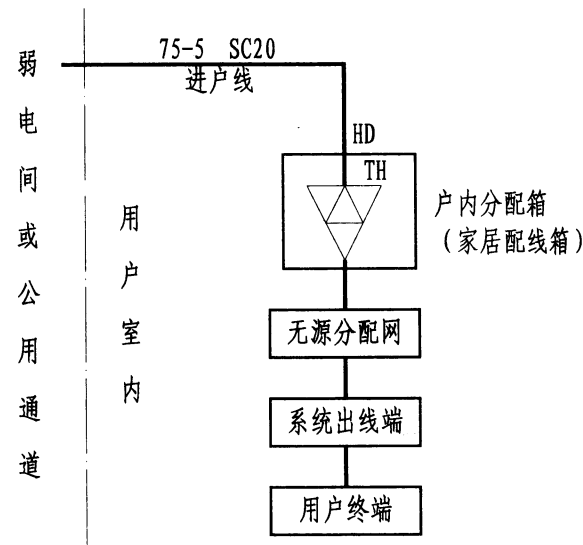 75-5 SC20
进户线
弱电间或公用通道
用户室内
HD
TH
户内分配箱
（家居配线箱）
无源分配网
系统出线端
用户终端